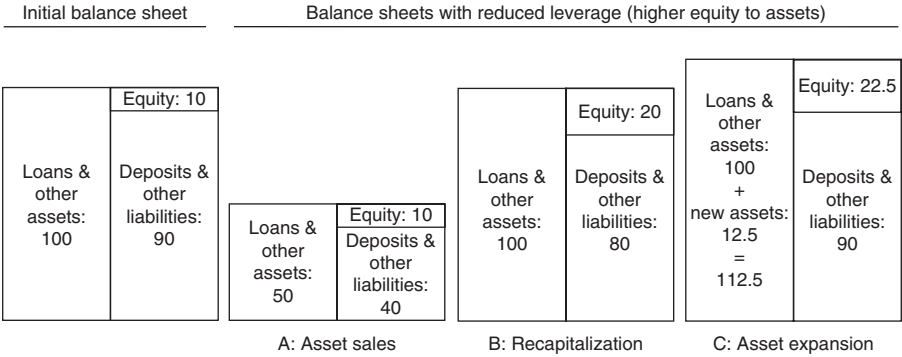 Initial balance sheet
Balance sheets with reduced leverage (higher equity to assets)
Loans &
other
assets:
100
Equity: 10
Deposits &
other
liabilities:
90
Loans &
other
assets:
50
Equity: 10
Deposits &
other
liabilities:
40
A: Asset sales
Loans &
other
assets:
100
Equity: 20
Deposits &
other
liabilities:
80
B: Recapitalization
Loans &
other
assets:
100
+
new assets:
12.5
=
112.5
Equity: 22.5
Deposits &
other
liabilities:
90
C: Asset expansion